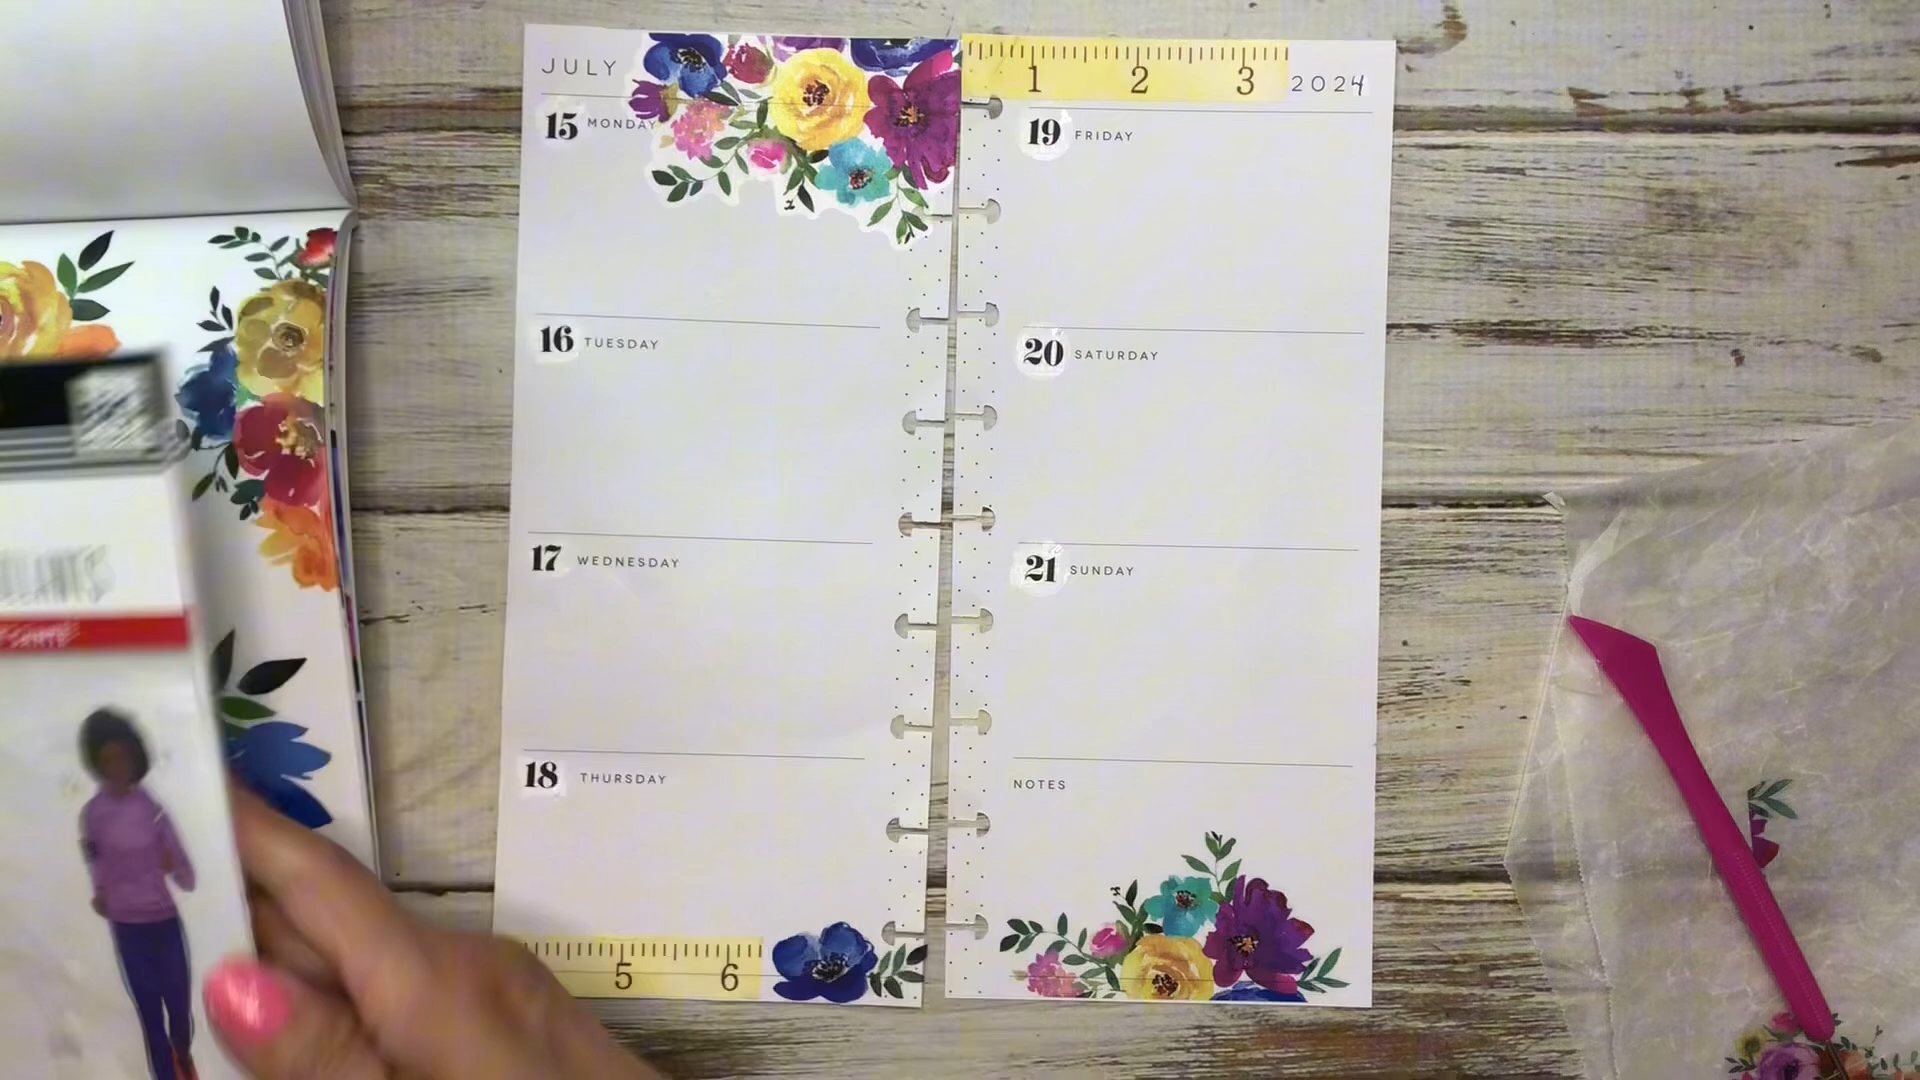 JULY
15 MONDAY
16 TUESDAY
17 WEDNESDAY
18 THURSDAY
5 6
1 2 3
2024
19 FRIDAY
20 SATURDAY
21 SUNDAY
NOTES